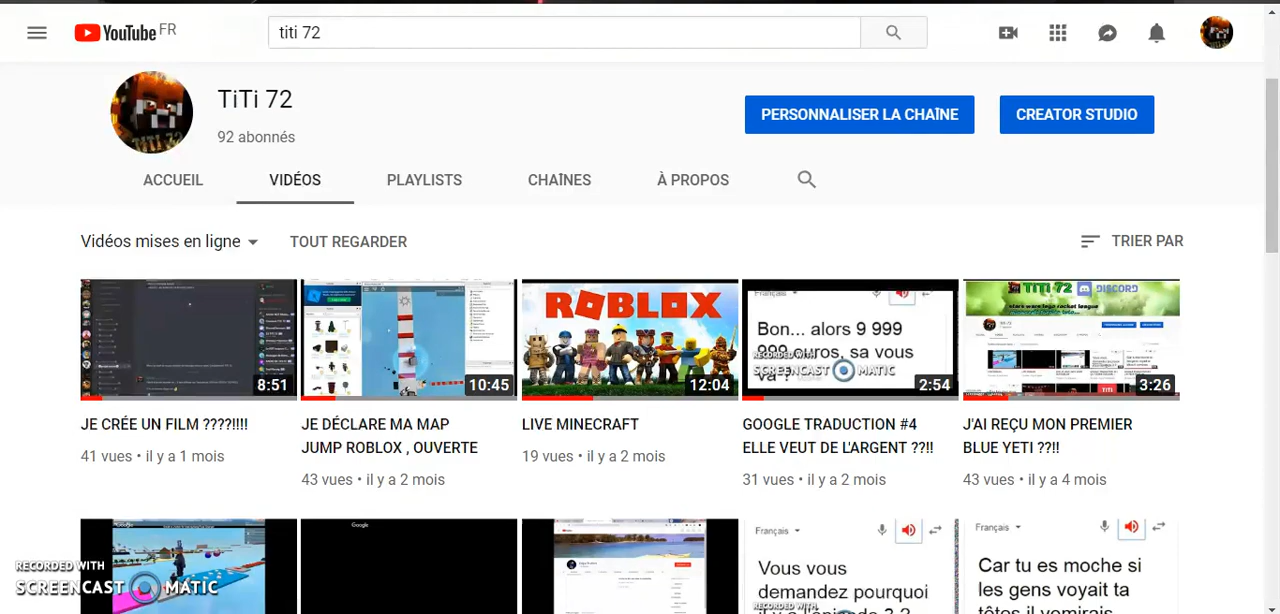 YouTube FR
titi 72
TiTi 72
92 abonnés
PERSONNALISER LA CHAÎNE
CREATOR STUDIO
ACCUEIL
VIDÉOS
PLAYLISTS
CHAÎNES
À PROPOS
Vidéos mises en ligne
TOUT REGARDER
TRIER PAR
8:51
10:45
ROBLOX
12:04
Français
Bon... alors 9 999
999 euros, sa vous
RECORDED WITH
SCREENCAST MATIC
2:54
TITI 72 DISCORD
3:26
JE CRÉE UN FILM ????!!!!
41 vues • il y a 1 mois
JE DÉCLARE MA MAP
JUMP ROBLOX , OUVERTE
43 vues • il y a 2 mois
LIVE MINECRAFT
19 vues • il y a 2 mois
GOOGLE TRADUCTION #4
ELLE VEUT DE L'ARGENT ??!!
31 vues • il y a 2 mois
J'AI REÇU MON PREMIER
BLUE YETI ??!!
43 vues • il y a 4 mois
Google
Français
Vous vous
demandez pourquoi
Français
Car tu es moche si
les gens voyait ta
têtes il vomirais
RECORDED WITH
SCREENCAST MATIC